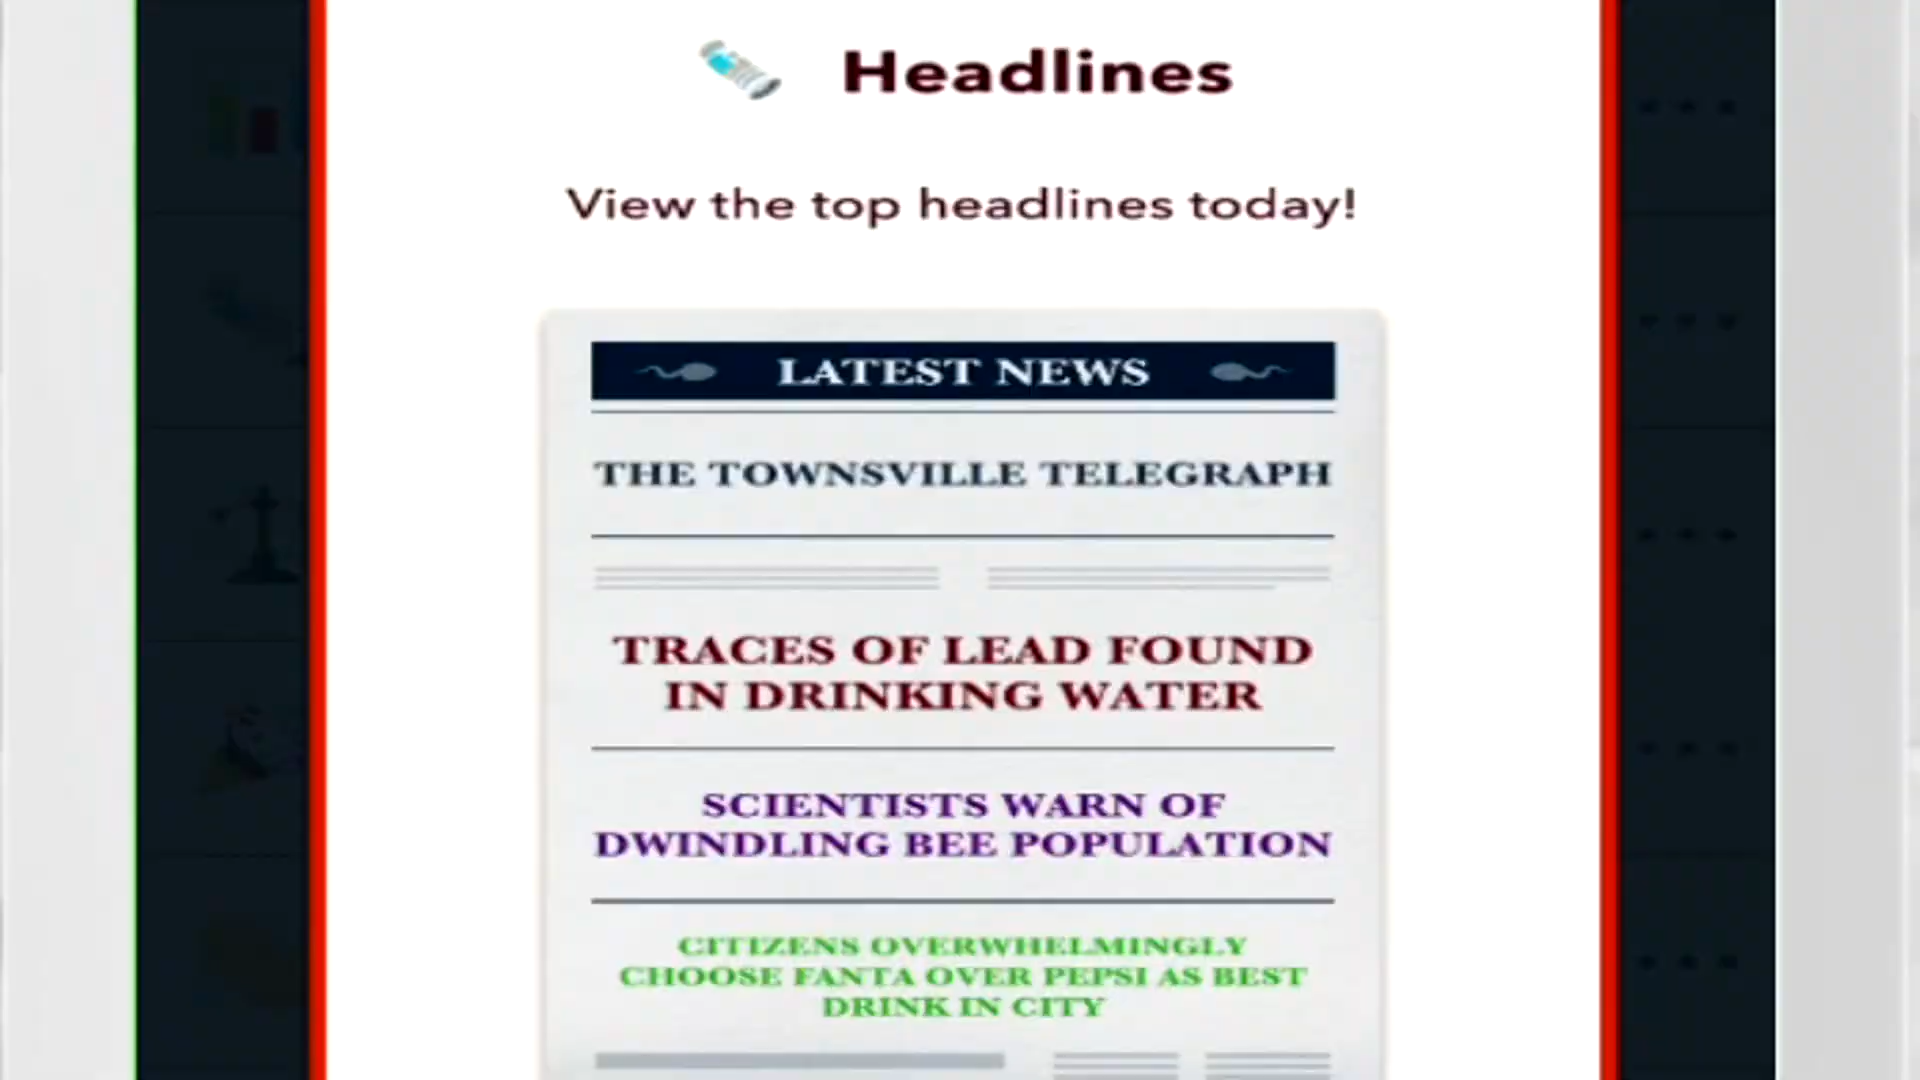 Headlines
View the top headlines today!
LATEST NEWS
THE TOWNSVILLE TELEGRAPH
TRACES OF LEAD FOUND
IN DRINKING WATER
SCIENTISTS WARN OF
DWINDLING BEE POPULATION
CITIZENS OVERWHELMINGLY
CHOOSE FANTA OVER PEPSI AS BEST
DRINK IN CITY